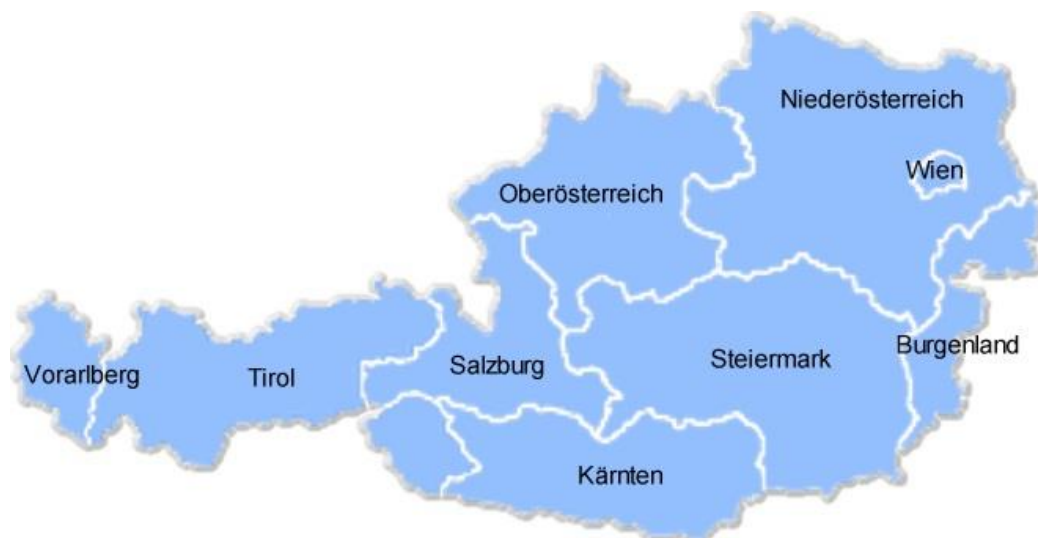 Niederösterreich
Wien
Oberösterreich
Burgenland
Steiermark
Salzburg
Vorarlberg
Tirol
Kärnten